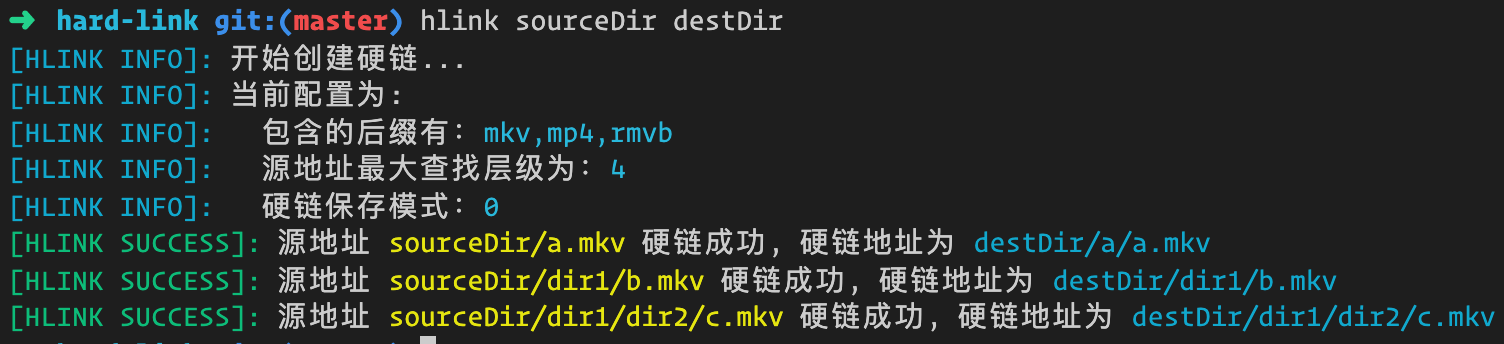 ➜ hard-link git:(master) hlink sourceDir destDir
[HLINK INFO]: 开始创建硬链...
[HLINK INFO]: 当前配置为:
[HLINK INFO]: 包含的后缀有: mkv,mp4,rmvb
[HLINK INFO]: 源地址最大查找层级为: 4
[HLINK INFO]: 硬链保存模式: 0
[HLINK SUCCESS]: 源地址 sourceDir/a.mkv 硬链成功, 硬链地址为 destDir/a/a.mkv
[HLINK SUCCESS]: 源地址 sourceDir/dir1/b.mkv 硬链成功, 硬链地址为 destDir/dir1/b.mkv
[HLINK SUCCESS]: 源地址 sourceDir/dir1/dir2/c.mkv 硬链成功, 硬链地址为 destDir/dir1/dir2/c.mkv